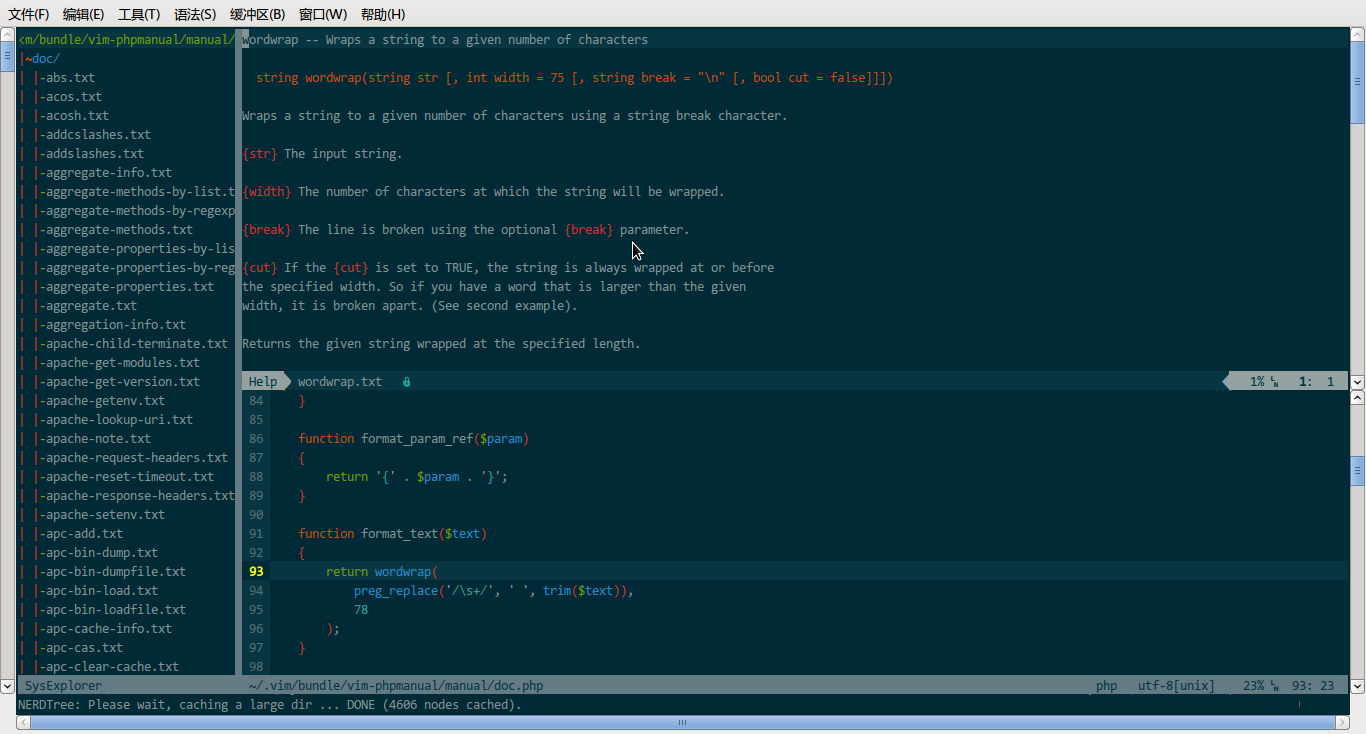 文件(F) 编辑(E) 工具(T) 语法(S) 缓冲区(B) 窗口(W) 帮助(H)
<m/bundle/vim-phpmanual/manual/
|~doc/
| |-abs.txt
| |-acos.txt
| |-acosh.txt
| |-addcslashes.txt
| |-addslashes.txt
| |-aggregate-info.txt
| |-aggregate-methods-by-list.t
| |-aggregate-methods-by-regexp
| |-aggregate-methods.txt
| |-aggregate-properties-by-lis
| |-aggregate-properties-by-reg
| |-aggregate-properties.txt
| |-aggregate.txt
| |-aggregation-info.txt
| |-apache-child-terminate.txt
| |-apache-get-modules.txt
| |-apache-get-version.txt
| |-apache-getenv.txt
| |-apache-lookup-uri.txt
| |-apache-note.txt
| |-apache-request-headers.txt
| |-apache-reset-timeout.txt
| |-apache-response-headers.txt
| |-apache-setenv.txt
| |-apc-add.txt
| |-apc-bin-dump.txt
| |-apc-bin-dumpfile.txt
| |-apc-bin-load.txt
| |-apc-bin-loadfile.txt
| |-apc-cache-info.txt
| |-apc-cas.txt
| |-apc-clear-cache.txt
wordwrap -- Wraps a string to a given number of characters
string wordwrap(string str [, int width = 75 [, string break = "\n" [, bool cut = false]]])
Wraps a string to a given number of characters using a string break character.
{str} The input string.
{width} The number of characters at which the string will be wrapped.
{break} The line is broken using the optional {break} parameter.
{cut} If the {cut} is set to TRUE, the string is always wrapped at or before
the specified width. So if you have a word that is larger than the given
width, it is broken apart. (See second example).
Returns the given string wrapped at the specified length.
Help wordwrap.txt 1% 1: 1
84 }
85
86 function format_param_ref($param)
87 {
88 return '{' . $param . '}';
89 }
90
91 function format_text($text)
92 {
93 return wordwrap(
94 preg_replace('/\s+/', ' ', trim($text)),
95 78
96 );
97 }
98
SysExplorer ~/.vim/bundle/vim-phpmanual/manual/doc.php php utf-8[unix] 23% 93: 23
NERDTree: Please wait, caching a large dir ... DONE (4606 nodes cached).